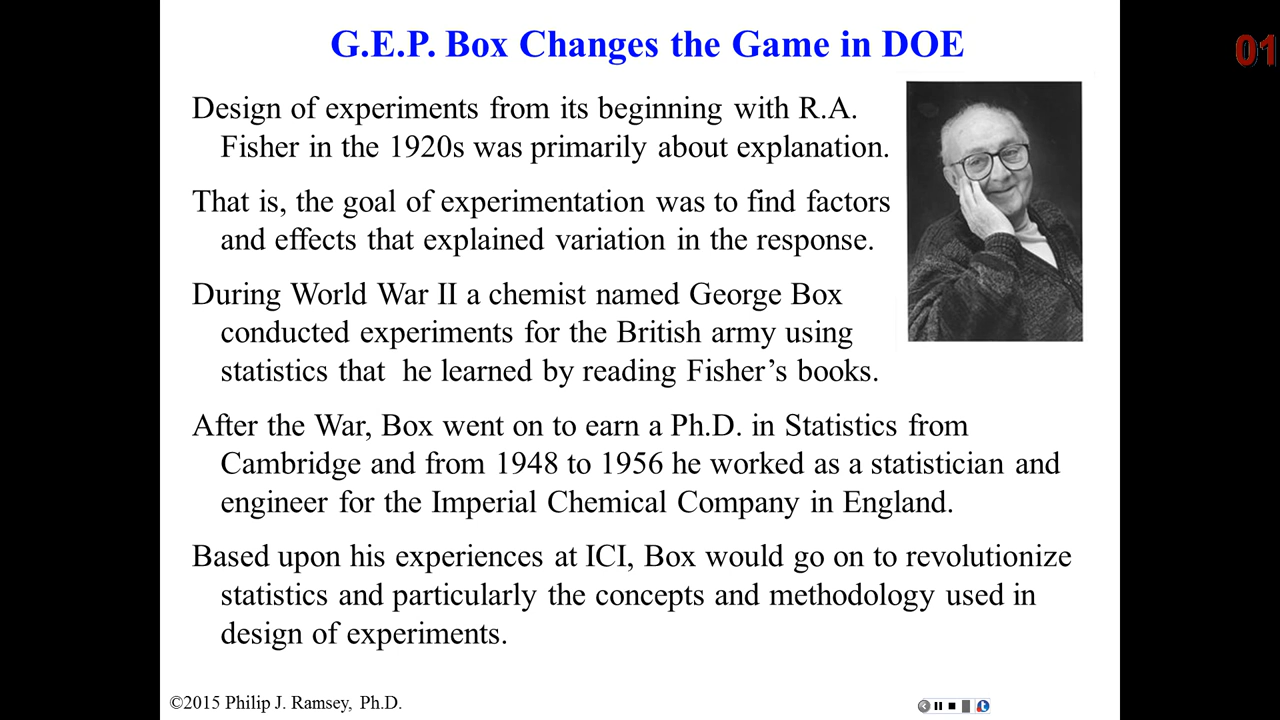 G.E.P. Box Changes the Game in DOE
01
Design of experiments from its beginning with R.A.
Fisher in the 1920s was primarily about explanation.
That is, the goal of experimentation was to find factors
and effects that explained variation in the response.
During World War II a chemist named George Box
conducted experiments for the British army using
statistics that  he learned by reading Fisher’s books.
After the War, Box went on to earn a Ph.D. in Statistics from
Cambridge and from 1948 to 1956 he worked as a statistician and
engineer for the Imperial Chemical Company in England.
Based upon his experiences at ICI, Box would go on to revolutionize
statistics and particularly the concepts and methodology used in
design of experiments.
©2015 Philip J. Ramsey, Ph.D.